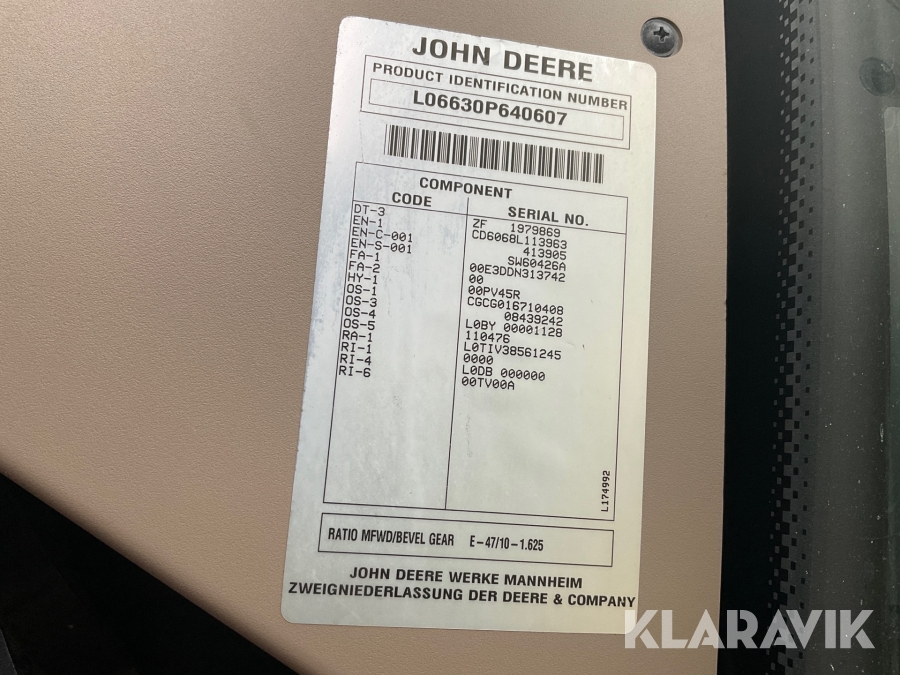 JOHN DEERE
PRODUCT IDENTIFICATION NUMBER
L06630P640607
COMPONENT
CODE SERIAL NO.
DT-3 ZF 1979869
EN-1 CD6068L113963
EN-C-001 413905
EN-S-001 SW60426A
FA-1 00E3DDN313742
FA-2 00
HY-1 00PV45R
OS-1 CGCG016710408
OS-3 08439242
OS-4 L0BY 00001128
OS-5 110476
RA-1 L0TIV38561245
RI-1 0000
RI-4 L0DB 000000
RI-6 00TV00A
L174992
RATIO MFWD/BEVEL GEAR E-47/10-1.625
JOHN DEERE WERKE MANNHEIM
ZWEIGNIEDERLASSUNG DER DEERE & COMPANY
KLARAVIK